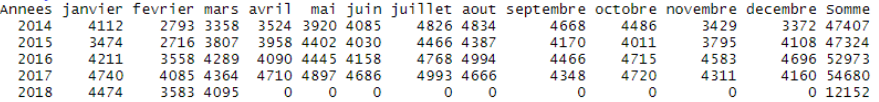 Annees janvier fevrier mars avril mai juin juillet aout septembre octobre novembre decembre Somme
2014 4112 2793 3358 3524 3920 4085 4826 4834 4668 4486 3429 3372 47407
2015 3474 2716 3807 3958 4402 4030 4466 4387 4170 4011 3795 4108 47324
2016 4211 3558 4289 4090 4445 4158 4768 4994 4466 4715 4583 4696 52973
2017 4740 4085 4364 4710 4897 4686 4993 4666 4348 4720 4311 4160 54680
2018 4474 3583 4095 0 0 0 0 0 0 0 0 0 12152